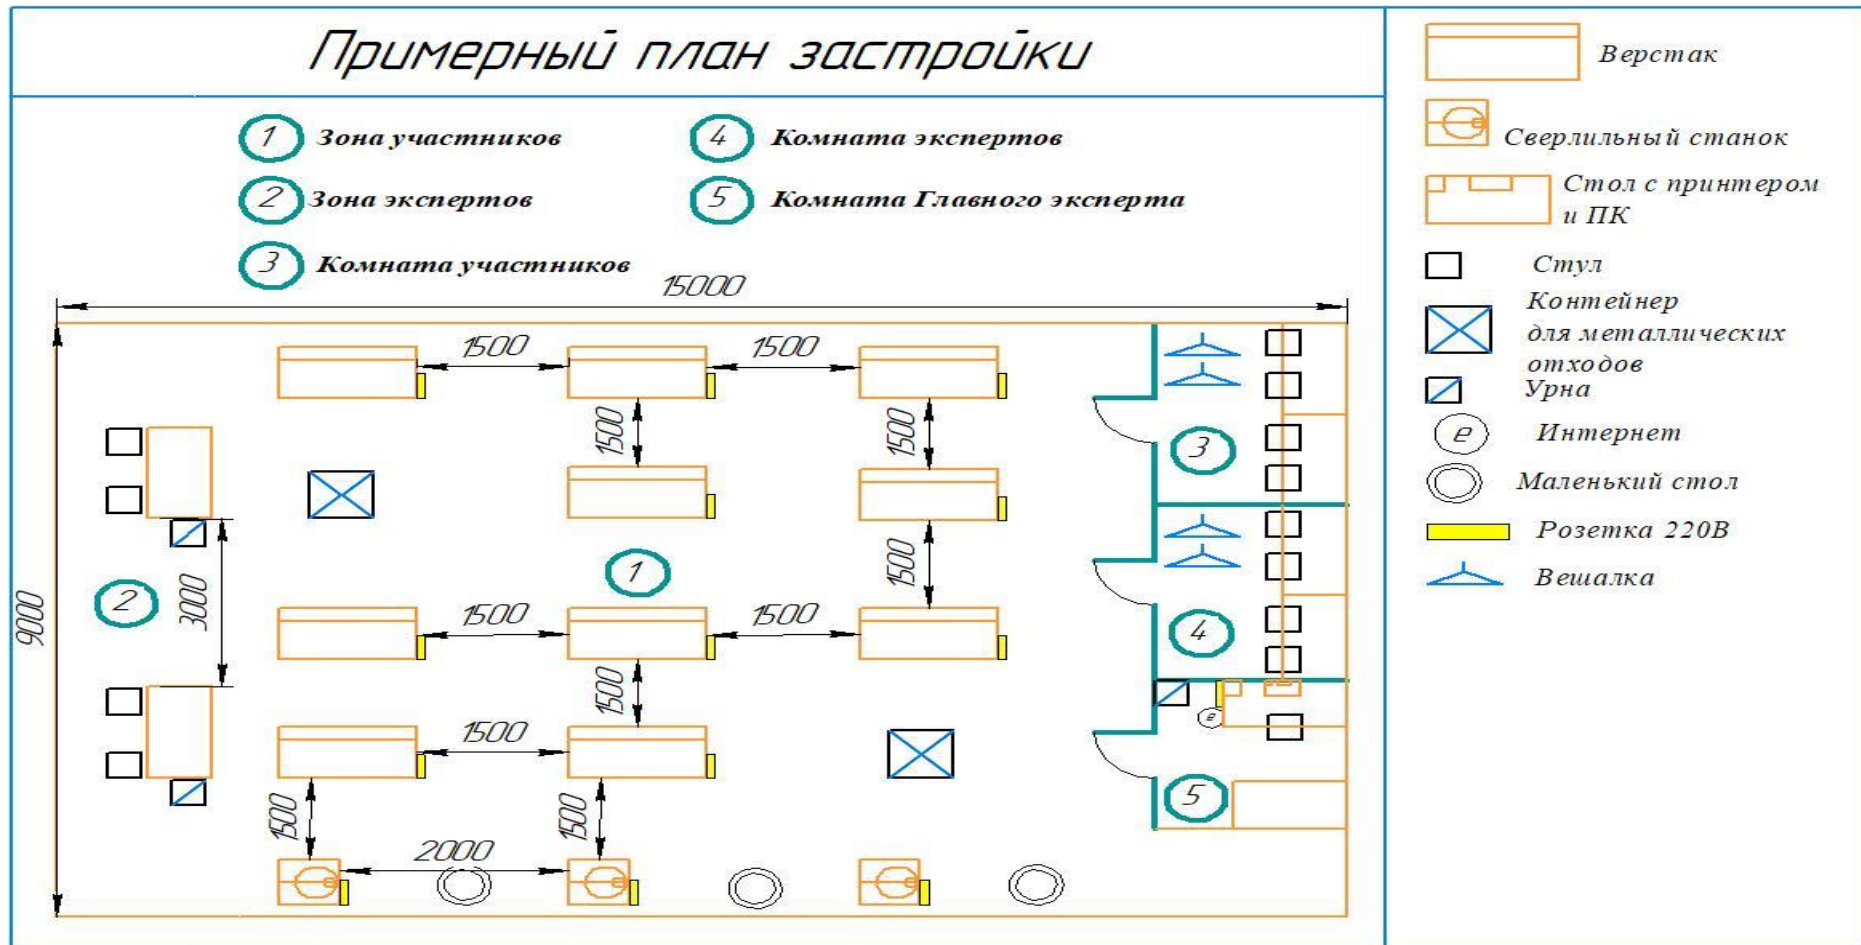 Примерный план застройки
1 Зона участников
4 Комната экспертов
2 Зона экспертов
5 Комната Главного эксперта
3 Комната участников
15000
1500
1500
1500
1500
3
1500
1
2
3000
9000
1500
1500
4
1500
1500
e
5
1500
1500
2000
Верстак
Сверлильный станок
Стол с принтером
и ПК
Стул
Контейнер
для металлических
отходов
Урна
e Интернет
Маленький стол
Розетка 220В
Вешалка